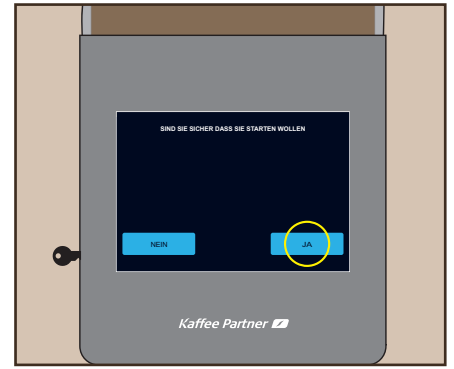 SIND SIE SICHER DASS SIE STARTEN WOLLEN
NEIN
JA
Kaffee Partner